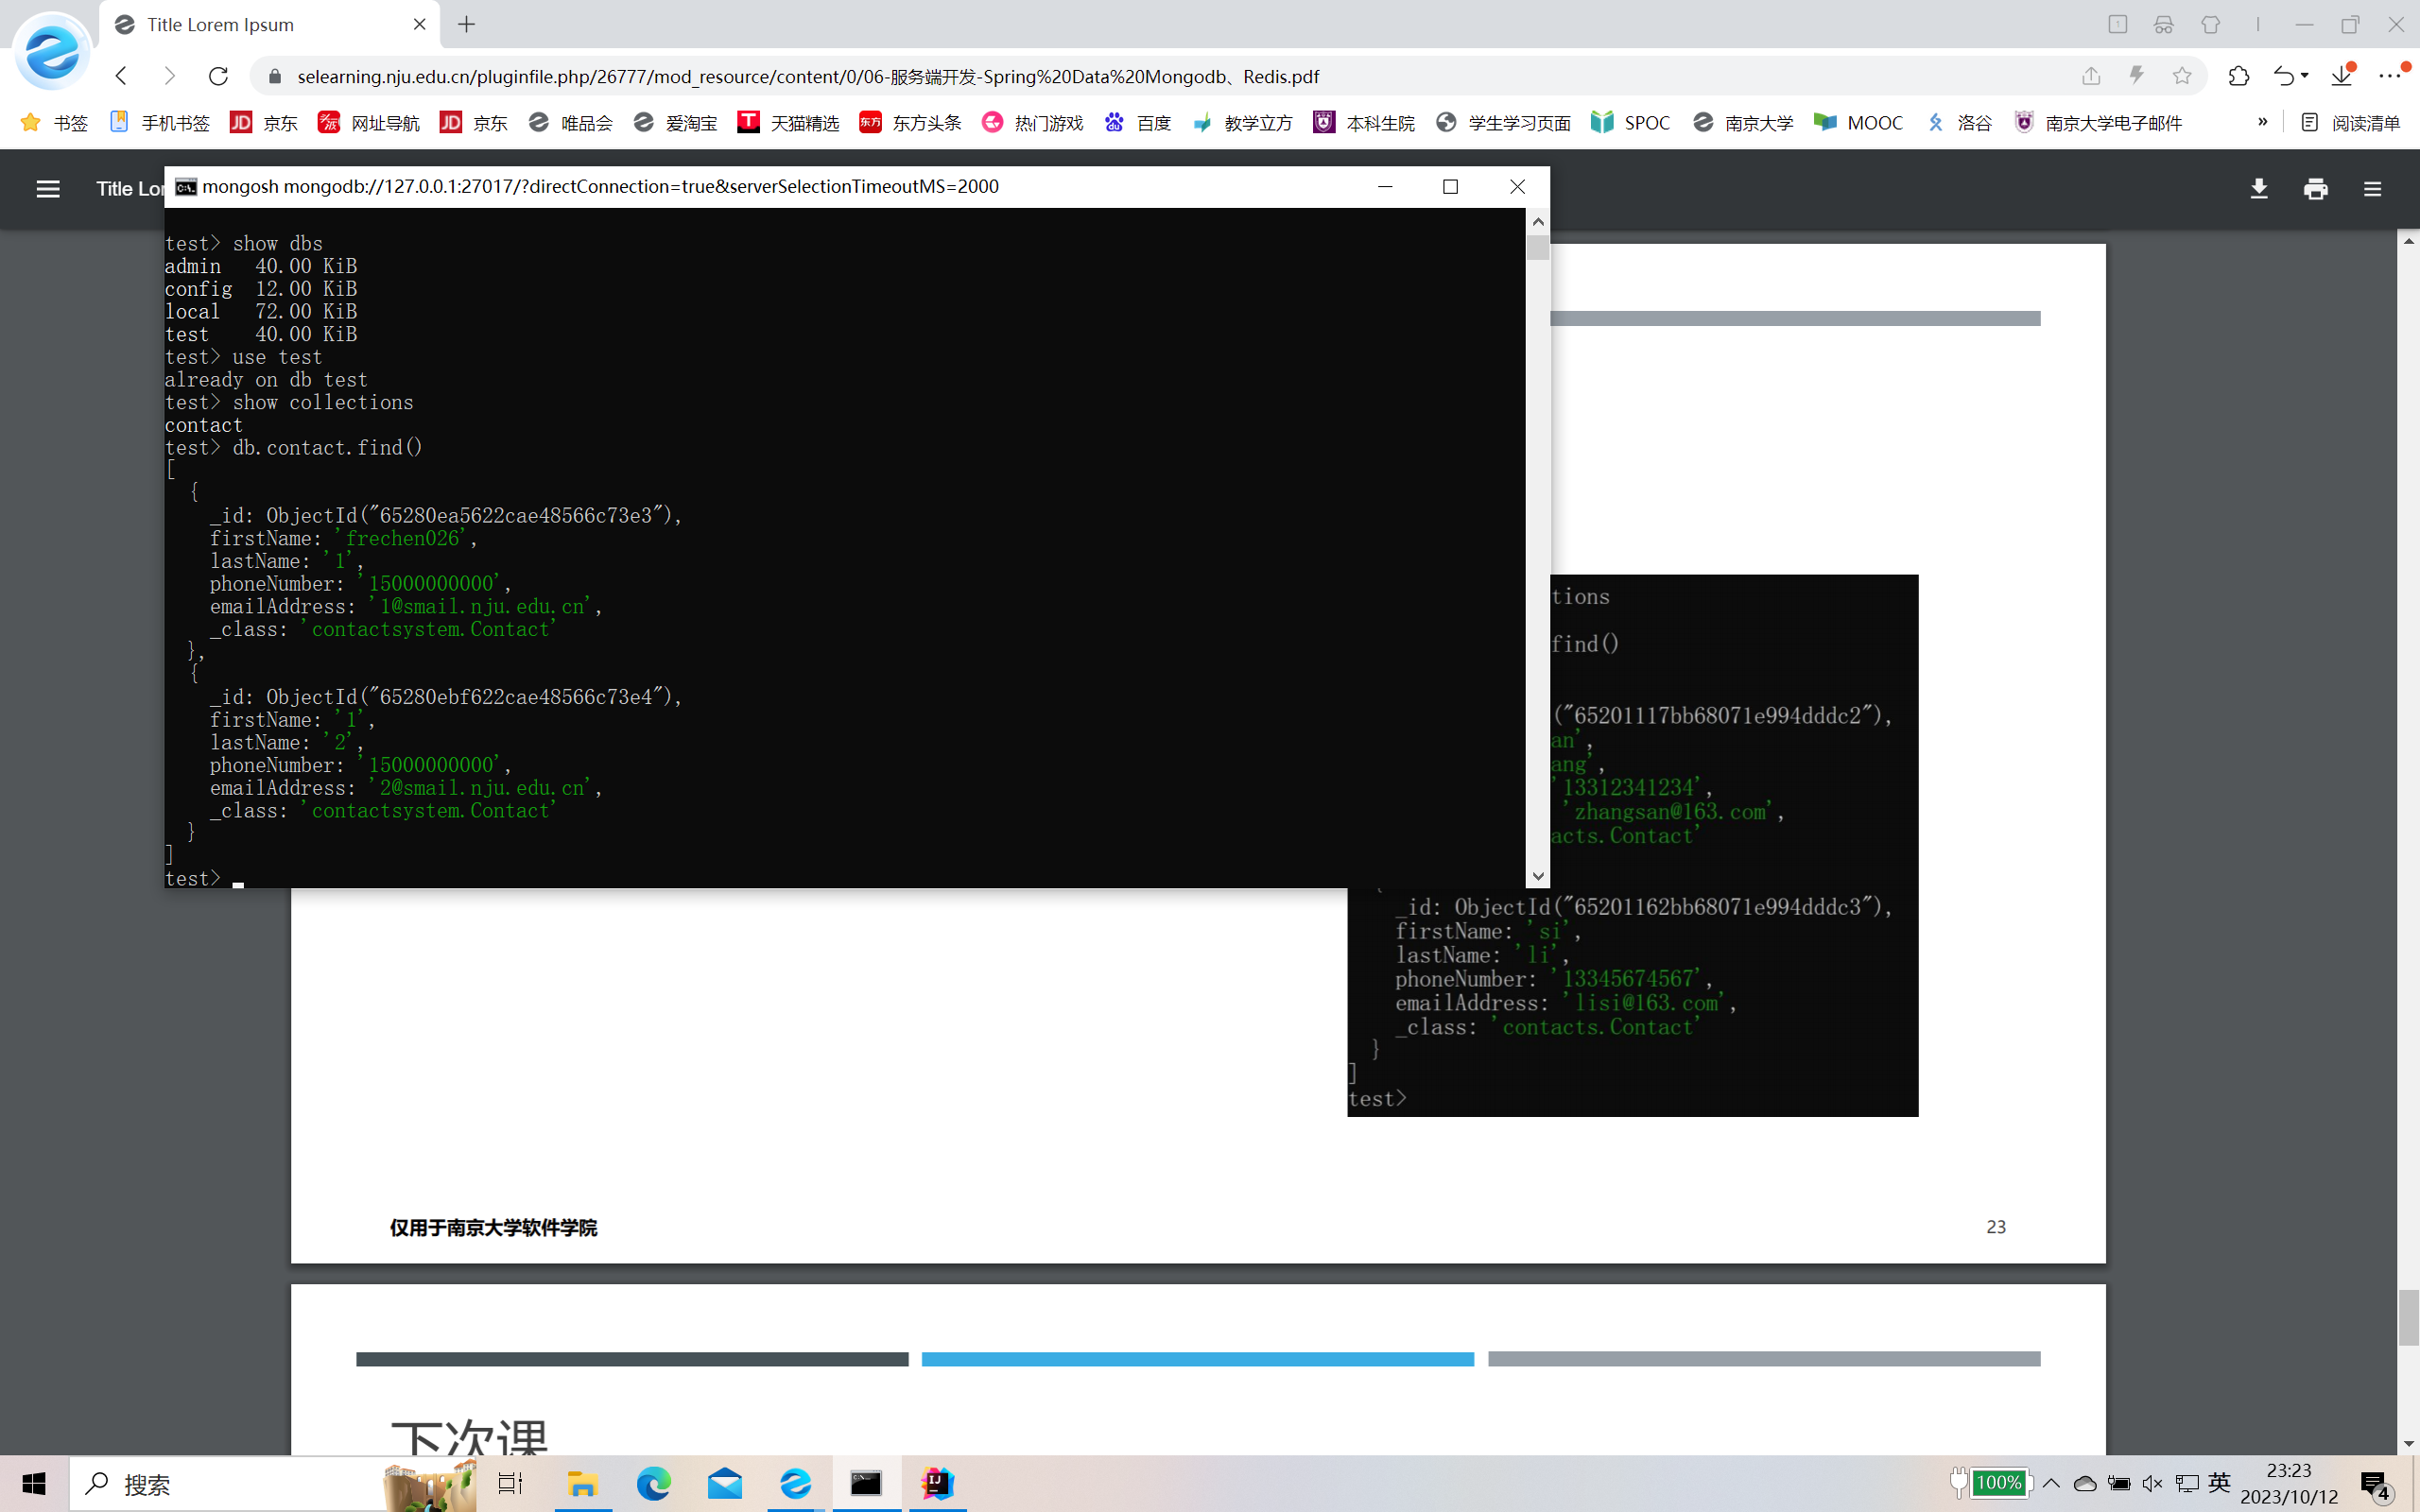 Title Lorem Ipsum
selearning.nju.edu.cn/pluginfile.php/26777/mod_resource/content/0/06-服务端开发-Spring%20Data%20Mongodb、Redis.pdf
书签 手机书签 JD 京东 网址导航 JD 京东 唯品会 爱淘宝 T 天猫精选 东方 东方头条 热门游戏 百度 教学立方 本科生院 学生学习页面 SPOC 南京大学 MOOC 洛谷 南京大学电子邮件 » 阅读清单
Title Lor
mongosh mongodb://127.0.0.1:27017/?directConnection=true&serverSelectionTimeoutMS=2000
test> show dbs
admin   40.00 KiB
config  12.00 KiB
local   72.00 KiB
test    40.00 KiB
test> use test
already on db test
test> show collections
contact
test> db.contact.find()
[
  {
    _id: ObjectId("65280ea5622cae48566c73e3"),
    firstName: 'frechen026',
    lastName: '1',
    phoneNumber: '15000000000',
    emailAddress: '1@smail.nju.edu.cn',
    _class: 'contactsystem.Contact'
  },
  {
    _id: ObjectId("65280ebf622cae48566c73e4"),
    firstName: '1',
    lastName: '2',
    phoneNumber: '15000000000',
    emailAddress: '2@smail.nju.edu.cn',
    _class: 'contactsystem.Contact'
  }
]
test>
tions
find()
("65201117bb68071e994dddc2"),
an',
ang',
'13312341234',
'zhangsan@163.com',
acts.Contact'
{
    _id: ObjectId("65201162bb68071e994dddc3"),
    firstName: 'si',
    lastName: 'li',
    phoneNumber: '13345674567',
    emailAddress: 'lisi@163.com',
    _class: 'contacts.Contact'
  }
]
test>
仅用于南京大学软件学院
23
下次课
搜索
100%
英
23:23
2023/10/12
4